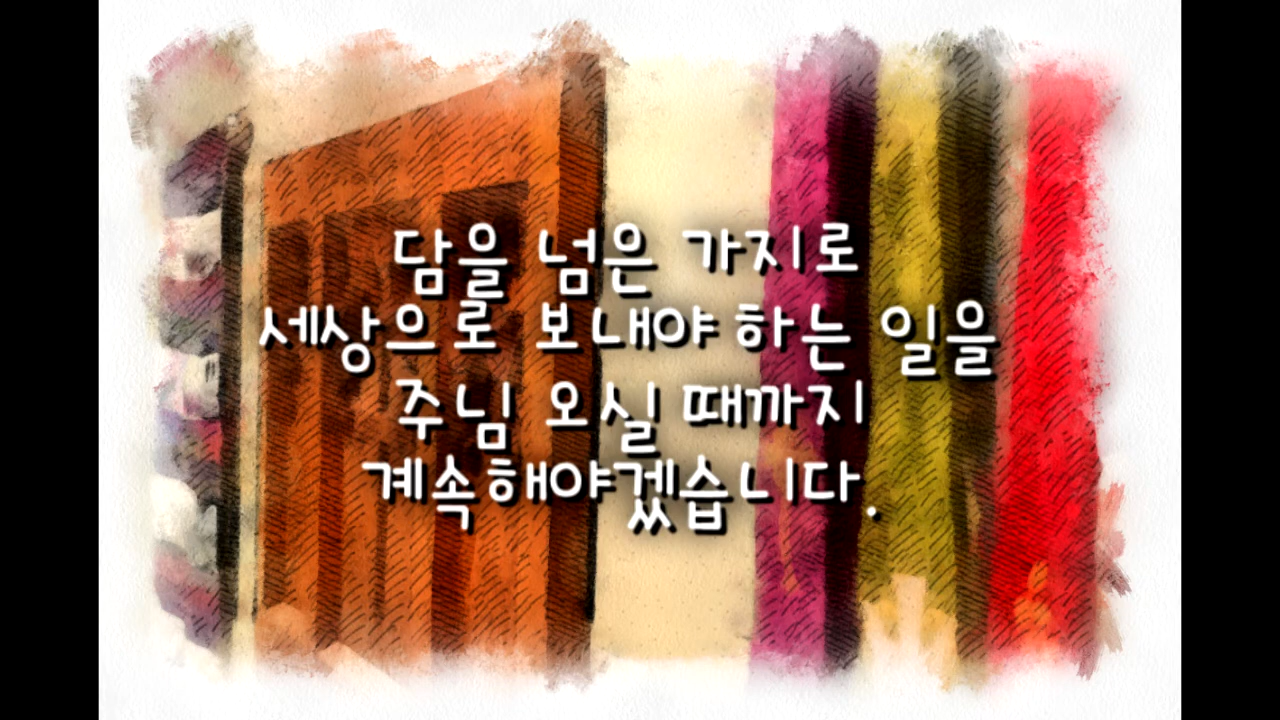 담을 넘은 가지로
세상으로 보내야 하는 일을
주님 오실 때까지
계속해야겠습니다.